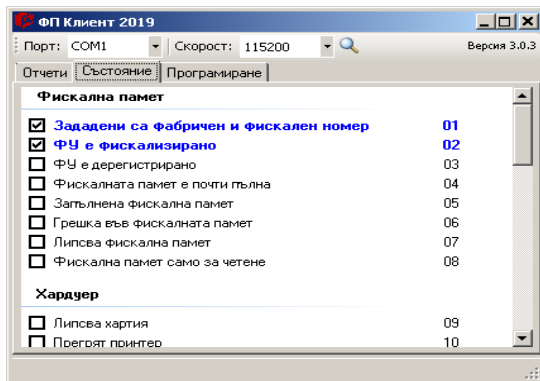 ФП Клиент 2019
Порт: COM1 Скорост: 115200 Версия 3.0.3
Отчети Състояние Програмиране
Фискална памет
Зададени са фабричен и фискален номер 01
ФУ е фискализирано 02
ФУ е дерегистрирано 03
Фискалната памет е почти пълна 04
Запълнена фискална памет 05
Грешка във фискалната памет 06
Липсва фискална памет 07
Фискална памет само за четене 08
Хардуер
Липсва хартия 09
Прегрят принтер 10